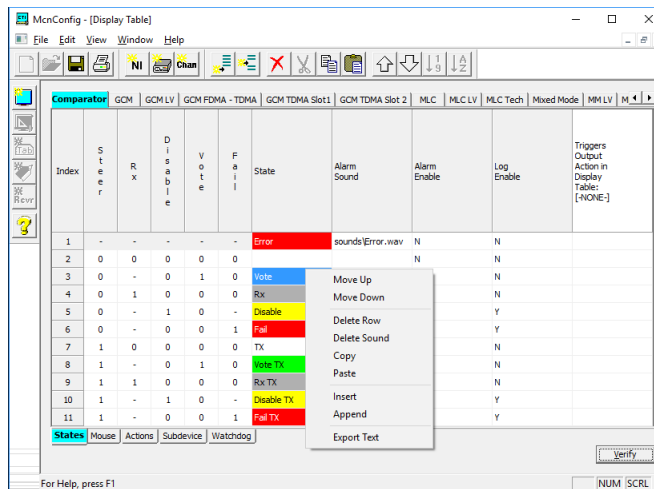 McnConfig - [Display Table]
File Edit View Window Help
NI Chan
Comparator GCM GCM LV GCM FDMA - TDMA GCM TDMA Slot1 GCM TDMA Slot 2 MLC MLC LV MLC Tech Mixed Mode MM LV M
Index Steer Rx Disable Vote Fail State Alarm Sound Alarm Enable Log Enable Triggers Output Action in Display Table: [-NONE-]
Tab
Rcvr
1 - - - - - Error sounds\Error.wav N N
2 0 0 0 0 0 N N
3 0 - 0 1 0 Vote N
4 0 1 0 0 0 Rx N
5 0 - 1 0 - Disable Y
6 0 - 0 0 1 Fail Y
7 1 0 0 0 0 TX N
8 1 - 0 1 0 Vote TX N
9 1 1 0 0 0 Rx TX N
10 1 - 1 0 - Disable TX Y
11 1 - 0 0 1 Fail TX Y
Move Up
Move Down
Delete Row
Delete Sound
Copy
Paste
Insert
Append
Export Text
States Mouse Actions Subdevice Watchdog
Verify
For Help, press F1 NUM SCRL